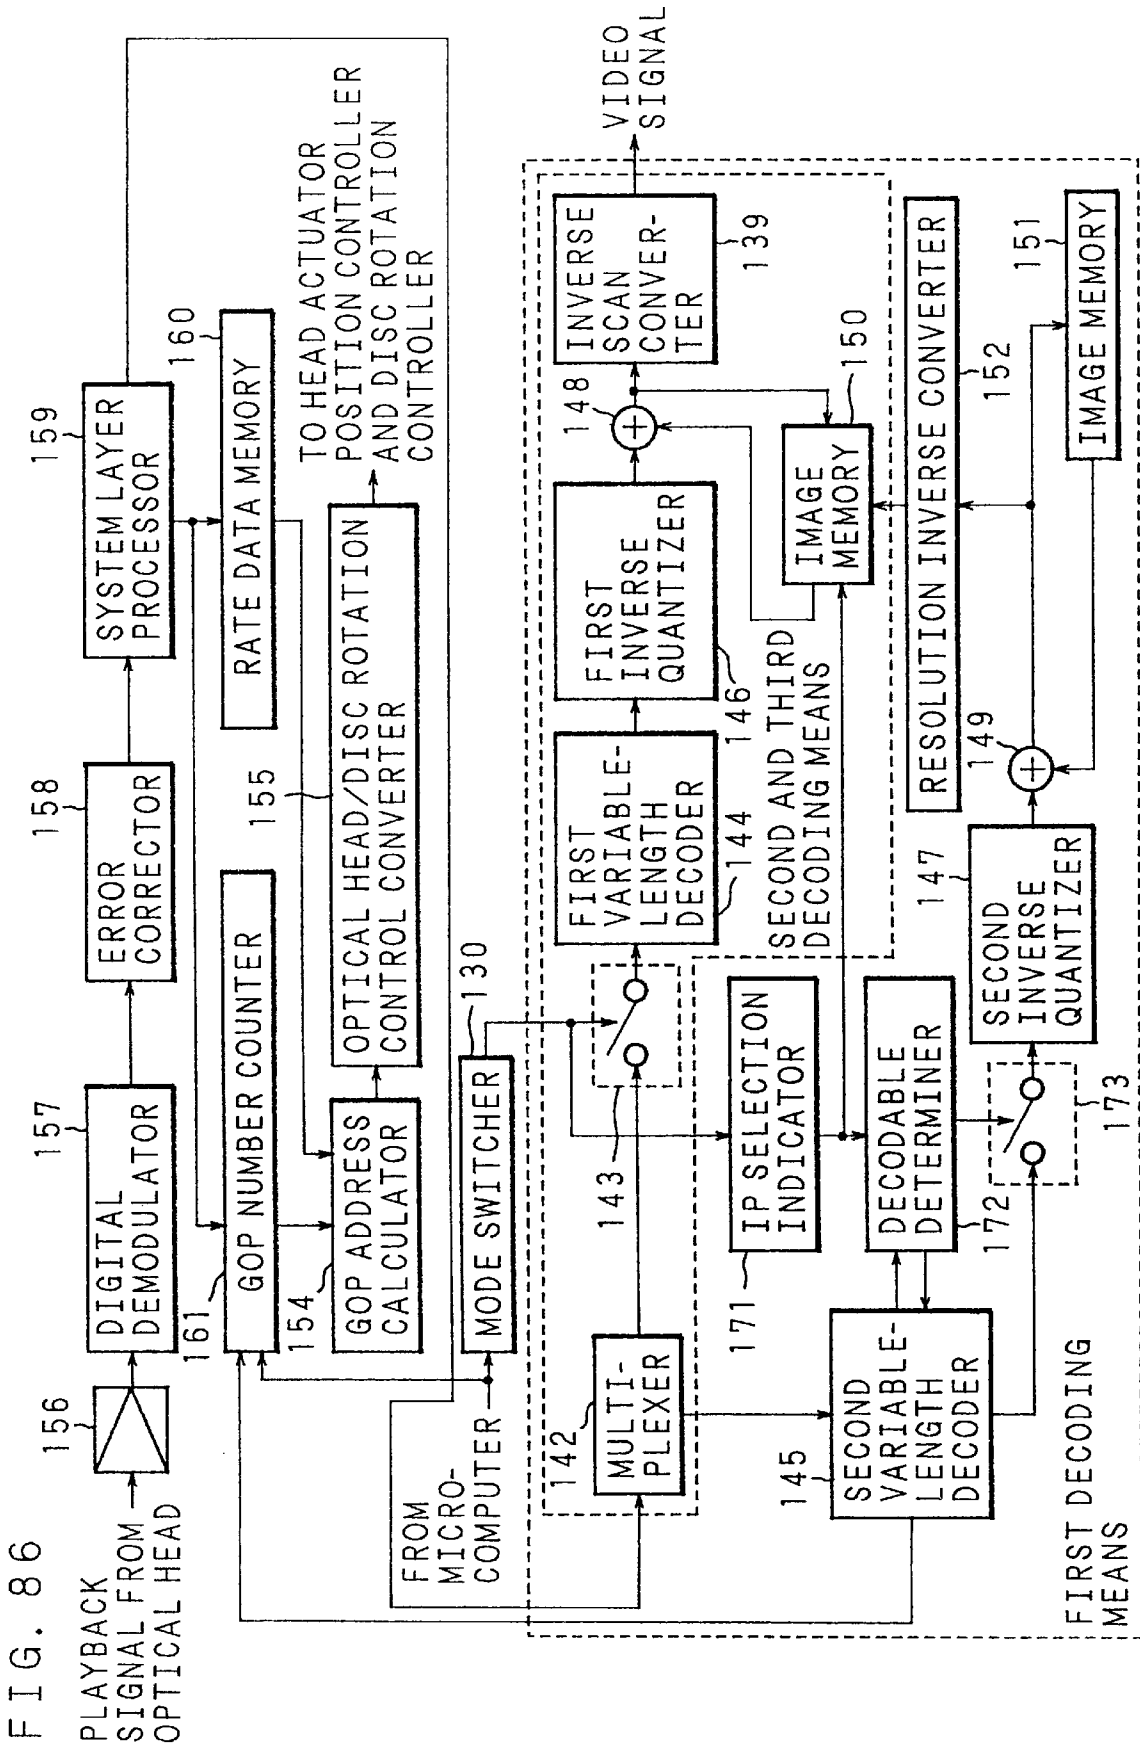 FIG. 86
PLAYBACK
SIGNAL FROM
OPTICAL HEAD
156
157
DIGITAL
DEMODULATOR
158
ERROR
CORRECTOR
159
SYSTEM LAYER
PROCESSOR
161
GOP NUMBER COUNTER
160
RATE DATA MEMORY
154
GOP ADDRESS
CALCULATOR
155
OPTICAL HEAD/DISC ROTATION
CONTROL CONVERTER
TO HEAD ACTUATOR
POSITION CONTROLLER
AND DISC ROTATION
CONTROLLER
FROM
MICRO-
COMPUTER
130
MODE SWITCHER
142
MULTI-
PLEXER
143
FIRST
VARIABLE-
LENGTH
DECODER
144
FIRST
INVERSE
QUANTIZER
146
148
INVERSE
SCAN
CONVER-
TER
139
VIDEO
SIGNAL
171
IP SELECTION
INDICATOR
SECOND AND THIRD
DECODING MEANS
IMAGE
MEMORY
150
145
SECOND
VARIABLE-
LENGTH
DECODER
DECODABLE
DETERMINER
172
173
147
SECOND
INVERSE
QUANTIZER
149
RESOLUTION INVERSE CONVERTER
152
151
IMAGE MEMORY
FIRST DECODING
MEANS